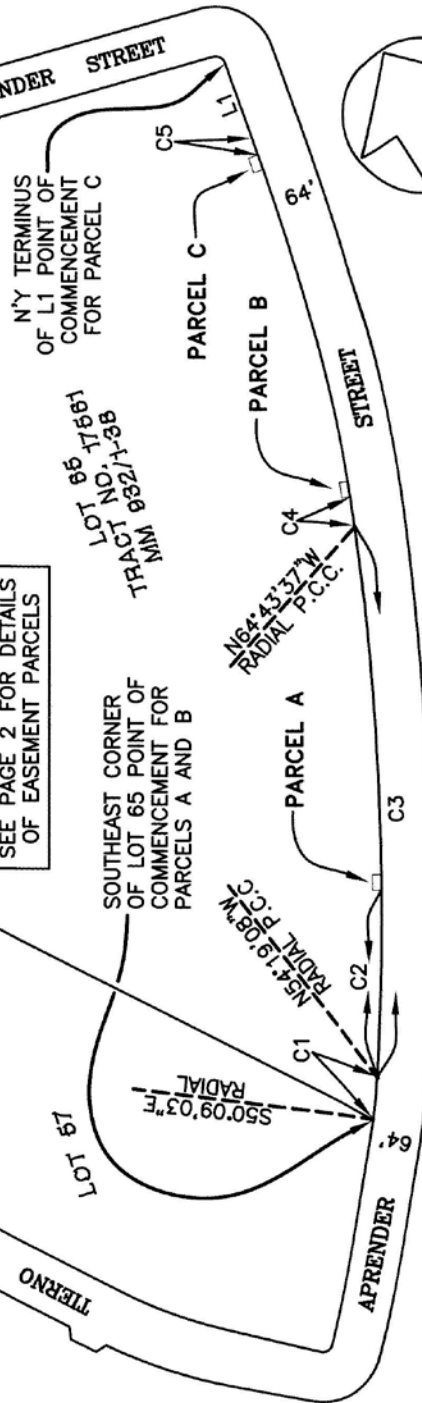 SEE PAGE 2 FOR DETAILS
OF EASEMENT PARCELS
NDER STREET
N'Y TERMINUS
OF L1 POINT OF
COMMENCEMENT
FOR PARCEL C
L1
C5
PARCEL C
64'
LOT 65
TRACT NO. 17561
MM 932/1-38
PARCEL B
STREET
C4
N64°43'37"W
RADIAL P.C.C.
SOUTHEAST CORNER
OF LOT 65 POINT OF
COMMENCEMENT FOR
PARCELS A AND B
PARCEL A
C3
N54°19'08"W
RADIAL P.C.C
C2
C1
S50°09'03"E
RADIAL
LOT 67
64'
TIERNO
APRENDER